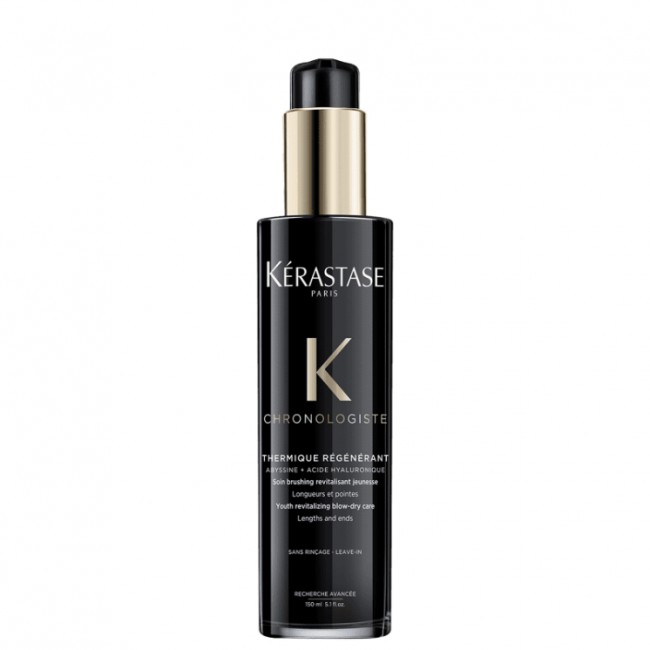 KÉRASTASE
PARIS
K
CHRONOLOGISTE
THERMIQUE RÉGÉNÉRANT
ABYSSINE + ACIDE HYALURONIQUE
Soin brushing revitalisant jeunesse
Longueurs et pointes
Youth revitalizing blow-dry care
Lengths and ends
SANS RINÇAGE - LEAVE-IN
RECHERCHE AVANCÉE
150 ml 5.1 fl.oz.